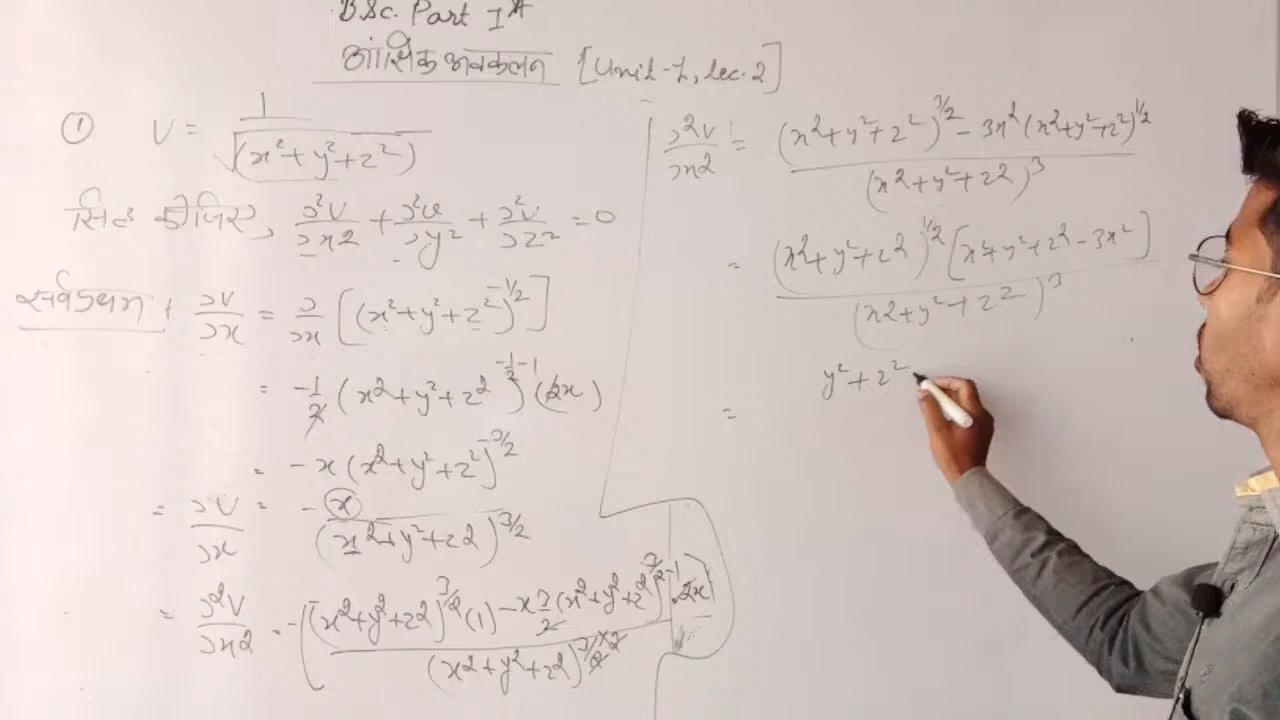 B.Sc. Part Ist
आंशिक अवकलन [Unit-I, Lec. 2]
① V = 1/√(x²+y²+z²)
सिद्ध कीजिए, ∂²V/∂x2 + ∂²u/∂y² + ∂²V/∂z² = 0
सर्वप्रथम, ∂V/∂x = ∂/∂x [(x²+y²+z²)^-1/2]
= -1/2 (x2+y²+z2)^-1/2-1 (2x)
= -x (x2+y²+z²)^-3/2
= ∂V/∂x = -x/(x2+y²+z2)^3/2
= ∂2V/∂x2 = -[(x2+y²+z2)^3/2 (1) - x 3/2 (x²+y²+z2)^3/2-1 . 2x / (x2+y²+z2)^3/2×2]
∂2V/∂x2 = (x2+y²+z²)^3/2 - 3x² (x²+y²+z²)^1/2 / (x2+y²+z2)^3
= (x2+y²+z2)^1/2 [x²+y²+z²-3x²] / (x2+y²+z2)^3
= y²+z²